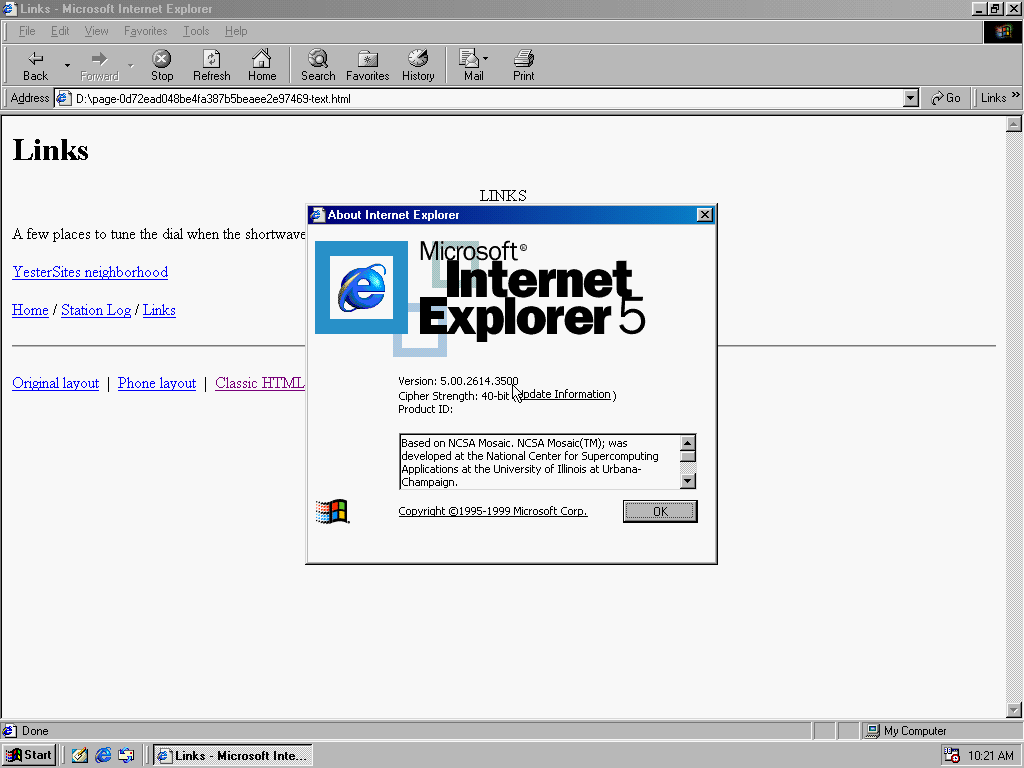 Links - Microsoft Internet Explorer
File Edit View Favorites Tools Help
Back Forward Stop Refresh Home Search Favorites History Mail Print
Address D:\page-0d72ead048be4fa387b5beaee2e97469-text.html Go Links »
Links
LINKS
A few places to tune the dial when the shortwave
YesterSites neighborhood
Home / Station Log / Links
Original layout | Phone layout | Classic HTML
About Internet Explorer
Microsoft®
Internet
Explorer 5
Version: 5.00.2614.3500
Cipher Strength: 40-bit (Update Information )
Product ID:
Based on NCSA Mosaic. NCSA Mosaic(TM); was
developed at the National Center for Supercomputing
Applications at the University of Illinois at Urbana-
Champaign.
Copyright ©1995-1999 Microsoft Corp.
OK
Done My Computer
Start Links - Microsoft Inte... 10:21 AM